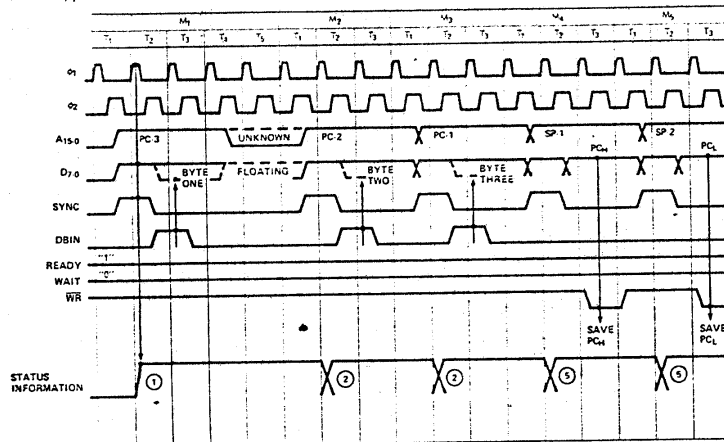 M1 M2 M3 M4 M5
T1 T2 T3 T4 T5 T1 T2 T3 T1 T2 T3 T1 T2 T3 T1 T2 T3
φ1
φ2
A15-0 PC-3 UNKNOWN PC-2 PC-1 SP-1 PCH SP-2 PCL
D7-0 BYTE ONE FLOATING BYTE TWO BYTE THREE
SYNC
DBIN
READY "1"
WAIT "0"
WR
SAVE PCH SAVE PCL
STATUS INFORMATION ① ② ② ⑤ ⑤